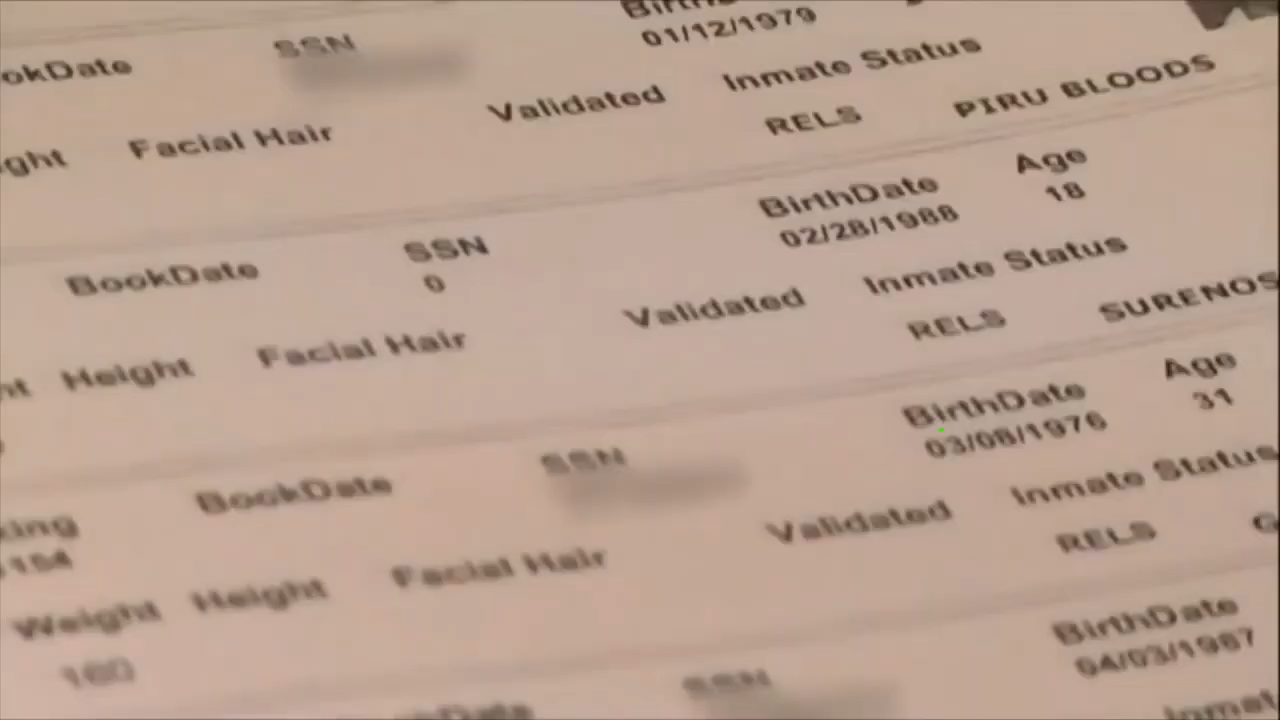 SSN
01/12/1979
Validated Inmate Status
Facial Hair
RELS PIRU BLOODS
BookDate SSN BirthDate Age
0 02/28/1988 18
Height Facial Hair Validated Inmate Status
RELS SURENOS
BookDate SSN BirthDate Age
03/08/1976 31
Weight Height Facial Hair Validated Inmate Status
160 RELS
SSN BirthDate
04/03/1987